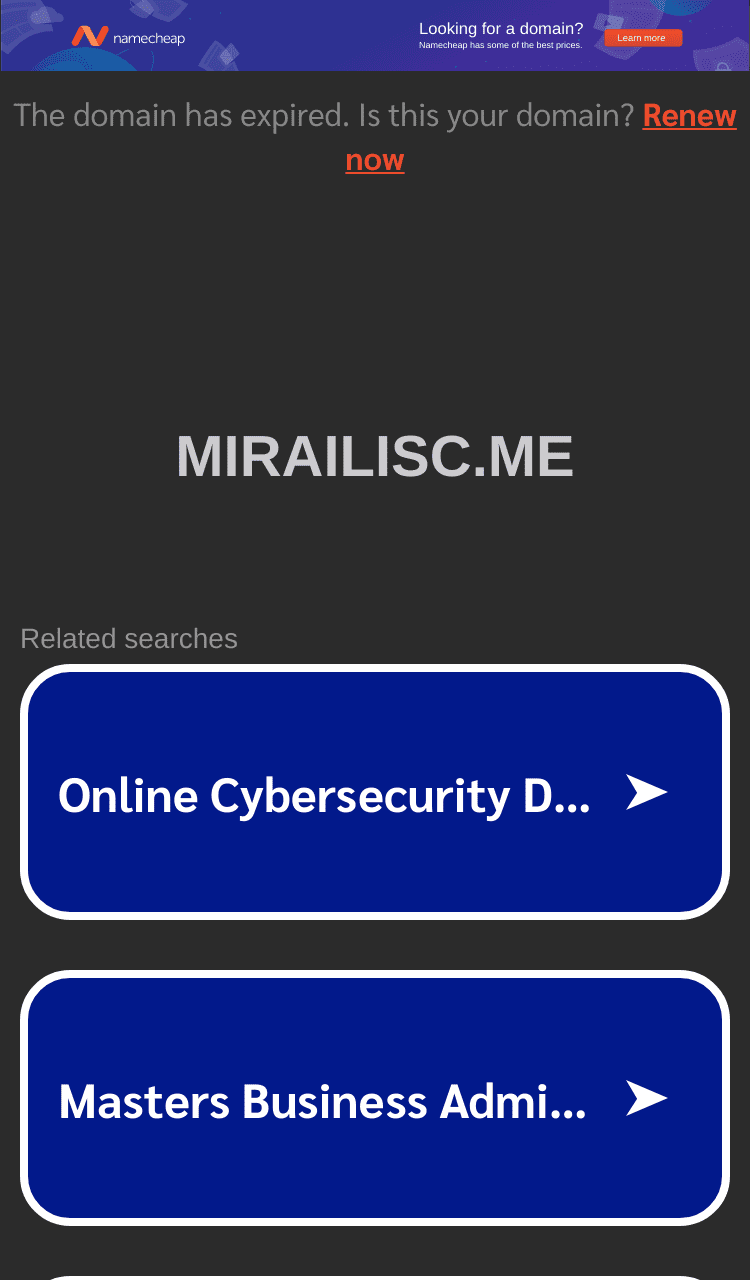 namecheap
Looking for a domain?
Namecheap has some of the best prices.
Learn more
The domain has expired. Is this your domain? Renew
now
MIRAILISC.ME
Related searches
Online Cybersecurity D...
Masters Business Admi...